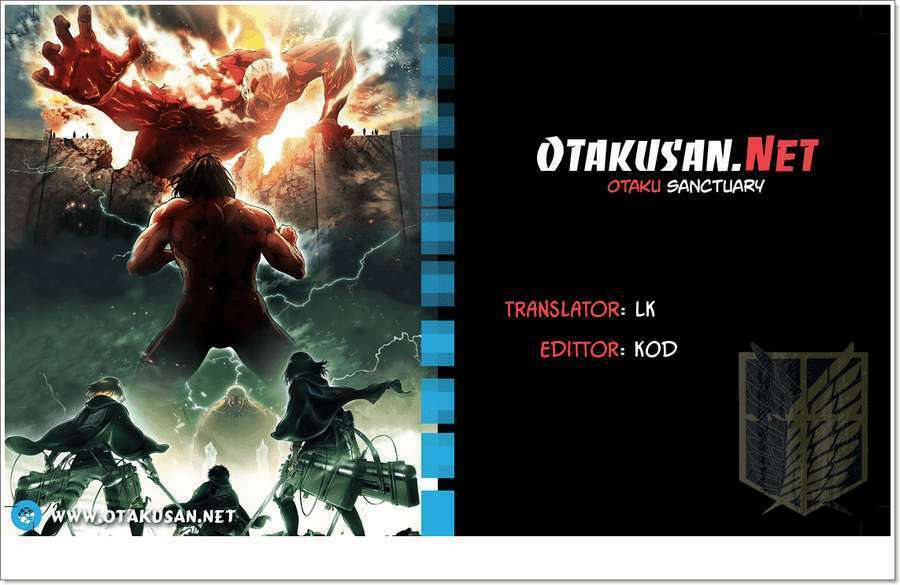 OTAKUSAN.NET
OTAKU SANCTUARY
TRANSLATOR: LK
EDITTOR: KOD
WWW.OTAKUSAN.NET